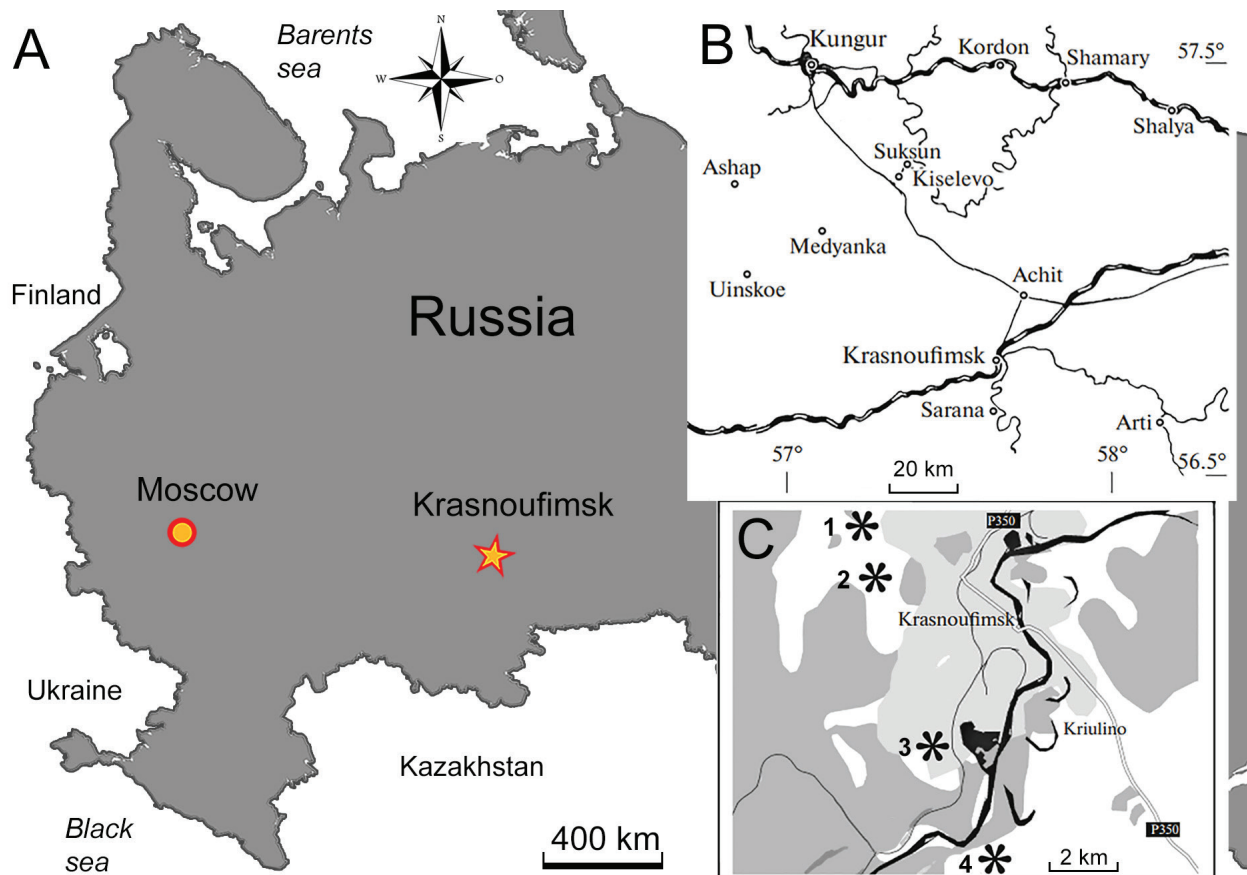 A
Barents
sea
N
W
O
S
Finland
Russia
Moscow
Krasnoufimsk
Ukraine
Kazakhstan
Black
sea
400 km
B
Kungur
Kordon
Shamary
57.5°
Shalya
Suksun
Kiselevo
Ashap
Medyanka
Uinskoe
Achit
Krasnoufimsk
Sarana
Arti
57°
58°
56.5°
20 km
C
1
P350
2
Krasnoufimsk
3
Kriulino
P350
4
2 km